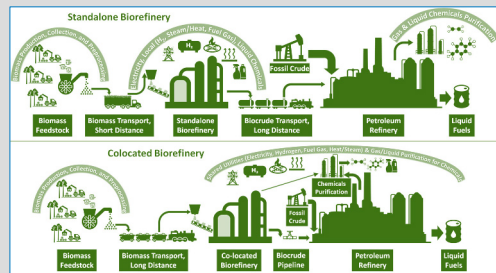 Standalone Biorefinery
Biomass Production, Collection, and Preprocessing
Electricity, Local (H₂, Steam/Heat, Fuel Gas), Liquid Chemicals
Gas & Liquid Chemicals Purification
H₂
Fossil Crude
Biomass
Feedstock
Biomass Transport,
Short Distance
Standalone
Biorefinery
Biocrude Transport,
Long Distance
Petroleum
Refinery
Liquid
Fuels
Colocated Biorefinery
Biomass Production, Collection, and Preprocessing
Shared Utilities (Electricity, Hydrogen, Fuel Gas, Heat/Steam) & Gas/Liquid Purification for Chemicals
H₂
Chemicals
Purification
Fossil
Crude
Biomass
Feedstock
Biomass Transport,
Long Distance
Co-located
Biorefinery
Biocrude
Pipeline
Petroleum
Refinery
Liquid
Fuels